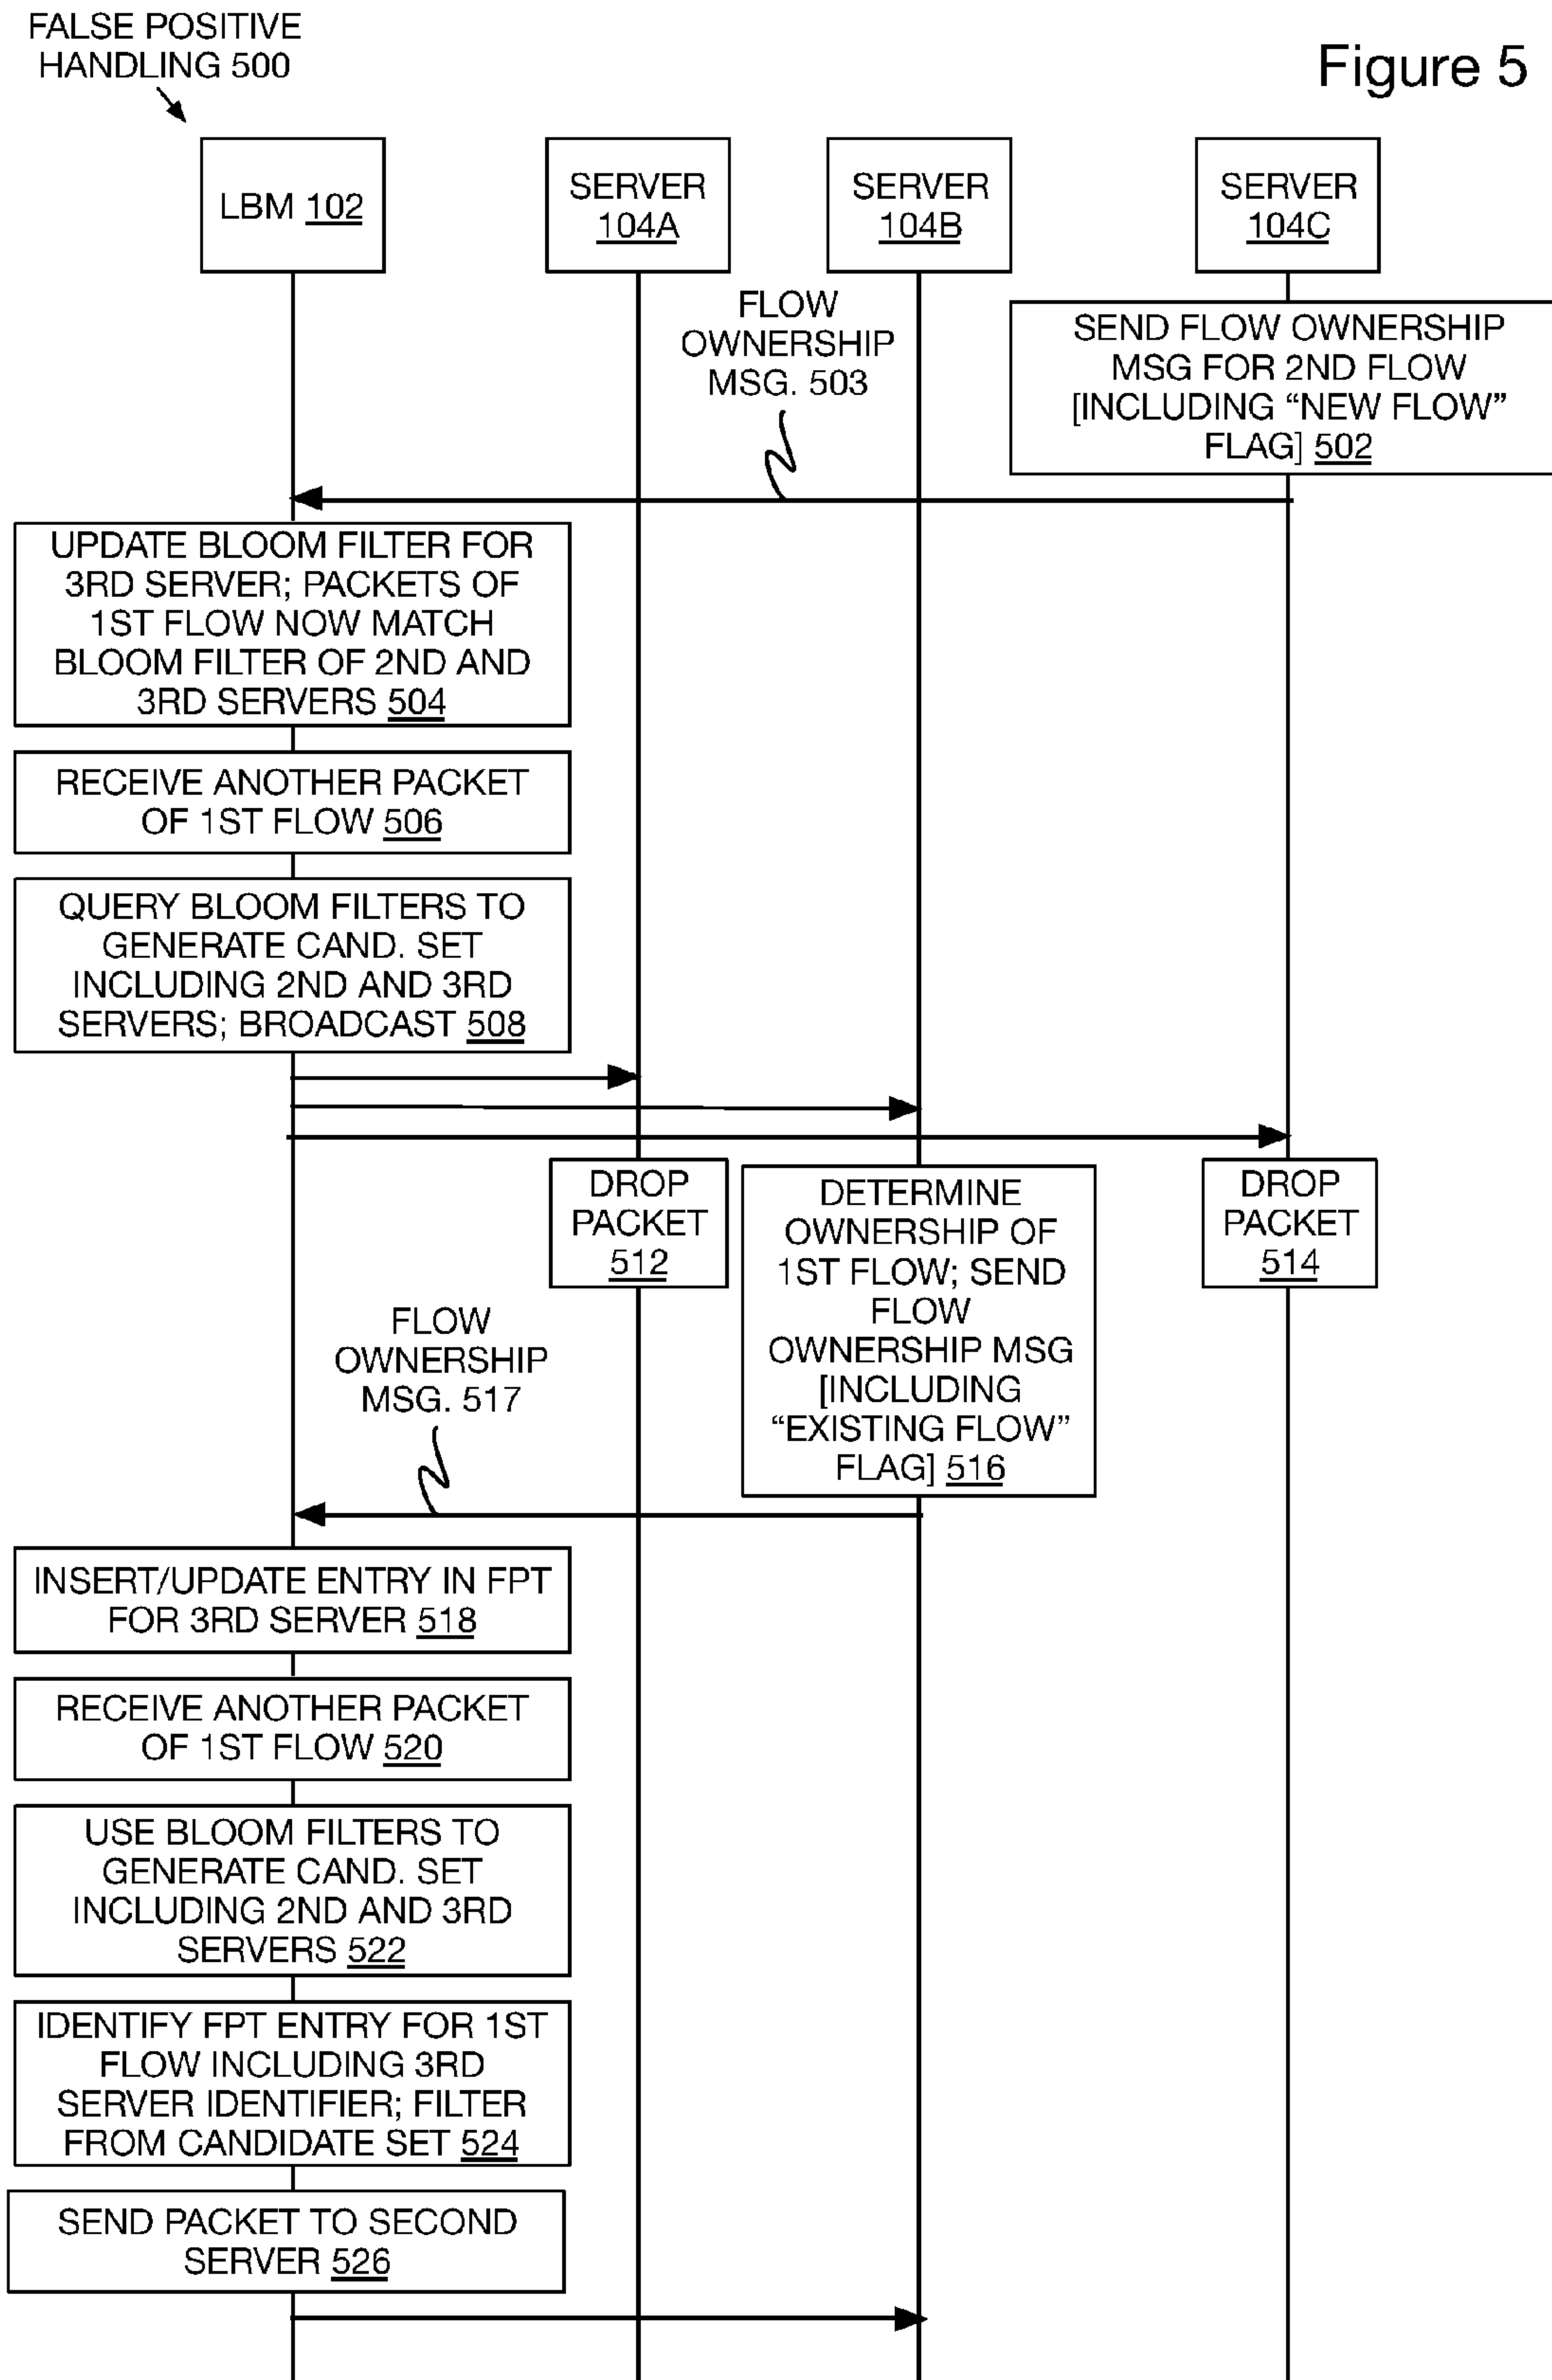 FALSE POSITIVE
HANDLING 500
Figure 5
LBM 102
SERVER
104A
SERVER
104B
SERVER
104C
FLOW
OWNERSHIP
MSG. 503
SEND FLOW OWNERSHIP
MSG FOR 2ND FLOW
[INCLUDING “NEW FLOW”
FLAG] 502
UPDATE BLOOM FILTER FOR
3RD SERVER; PACKETS OF
1ST FLOW NOW MATCH
BLOOM FILTER OF 2ND AND
3RD SERVERS 504
RECEIVE ANOTHER PACKET
OF 1ST FLOW 506
QUERY BLOOM FILTERS TO
GENERATE CAND. SET
INCLUDING 2ND AND 3RD
SERVERS; BROADCAST 508
DROP
PACKET
512
DETERMINE
OWNERSHIP OF
1ST FLOW; SEND
FLOW
OWNERSHIP MSG
[INCLUDING
“EXISTING FLOW”
FLAG] 516
DROP
PACKET
514
FLOW
OWNERSHIP
MSG. 517
INSERT/UPDATE ENTRY IN FPT
FOR 3RD SERVER 518
RECEIVE ANOTHER PACKET
OF 1ST FLOW 520
USE BLOOM FILTERS TO
GENERATE CAND. SET
INCLUDING 2ND AND 3RD
SERVERS 522
IDENTIFY FPT ENTRY FOR 1ST
FLOW INCLUDING 3RD
SERVER IDENTIFIER; FILTER
FROM CANDIDATE SET 524
SEND PACKET TO SECOND
SERVER 526